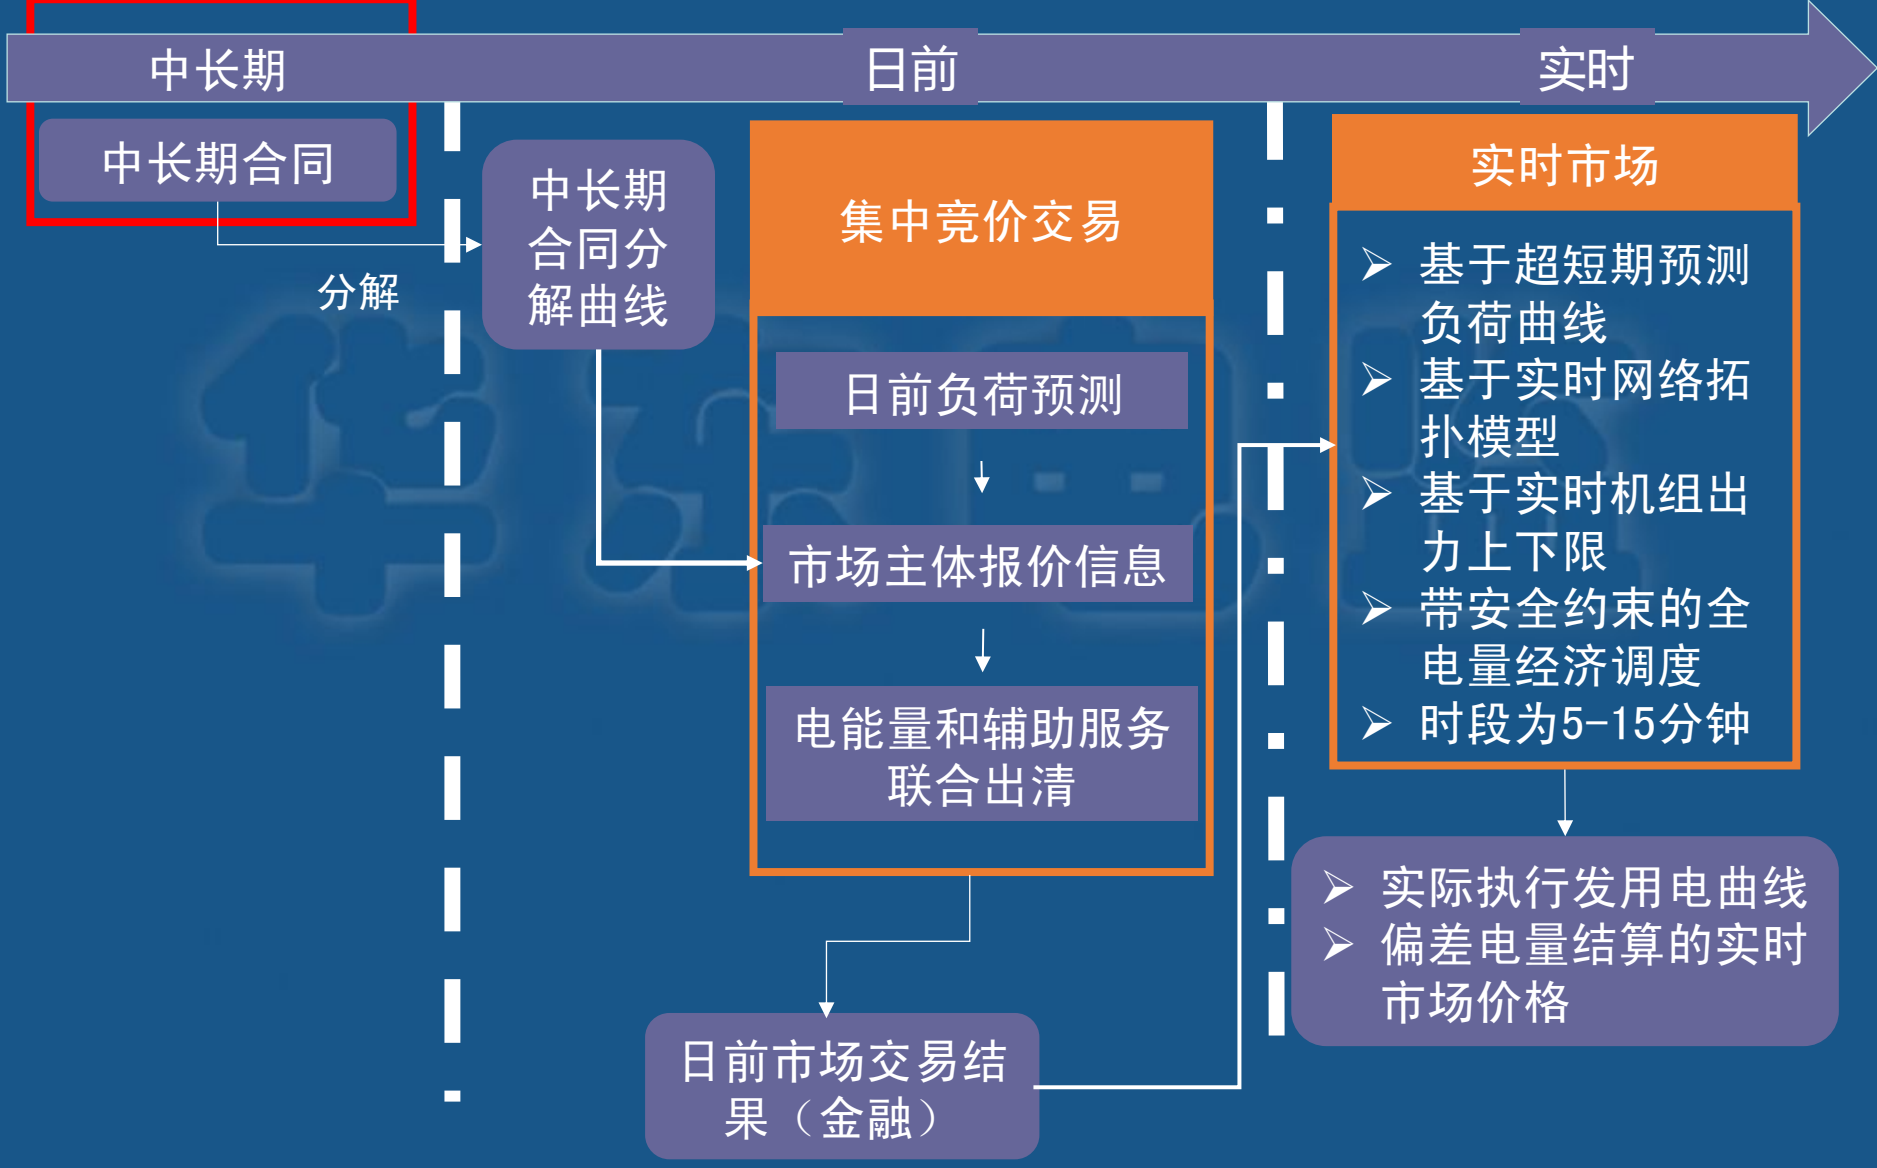 中长期
日前
实时
中长期合同
分解
中长期
合同分
解曲线
集中竞价交易
日前负荷预测
市场主体报价信息
电能量和辅助服务
联合出清
日前市场交易结
果（金融）
实时市场
➢ 基于超短期预测
负荷曲线
➢ 基于实时网络拓
扑模型
➢ 基于实时机组出
力上下限
➢ 带安全约束的全
电量经济调度
➢ 时段为5-15分钟
➢ 实际执行发用电曲线
➢ 偏差电量结算的实时
市场价格